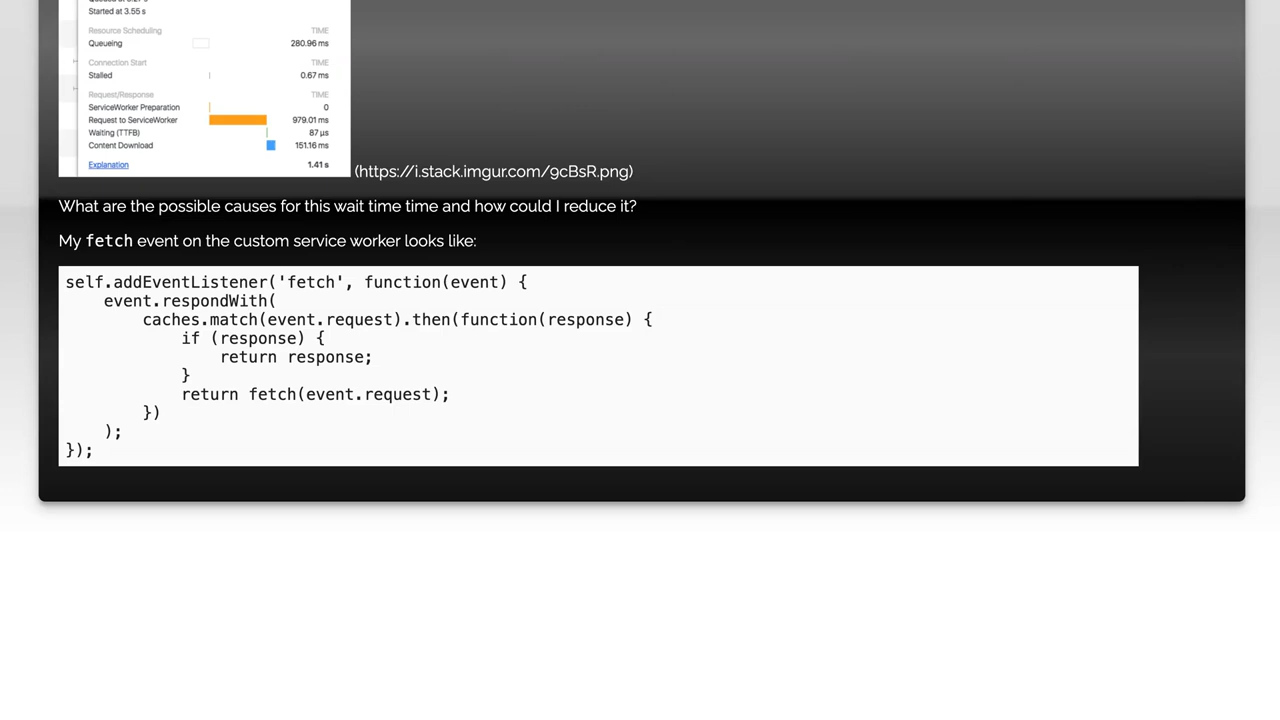 Started at 3.55 s
Resource Scheduling TIME
Queueing 280.96 ms
Connection Start TIME
Stalled 0.67 ms
Request/Response TIME
ServiceWorker Preparation 0
Request to ServiceWorker 979.01 ms
Waiting (TTFB) 87 µs
Content Download 151.16 ms
Explanation 1.41 s
(https://i.stack.imgur.com/9cBsR.png)
What are the possible causes for this wait time time and how could I reduce it?
My fetch event on the custom service worker looks like:
self.addEventListener('fetch', function(event) {
    event.respondWith(
        caches.match(event.request).then(function(response) {
            if (response) {
                return response;
            }
            return fetch(event.request);
        })
    );
});